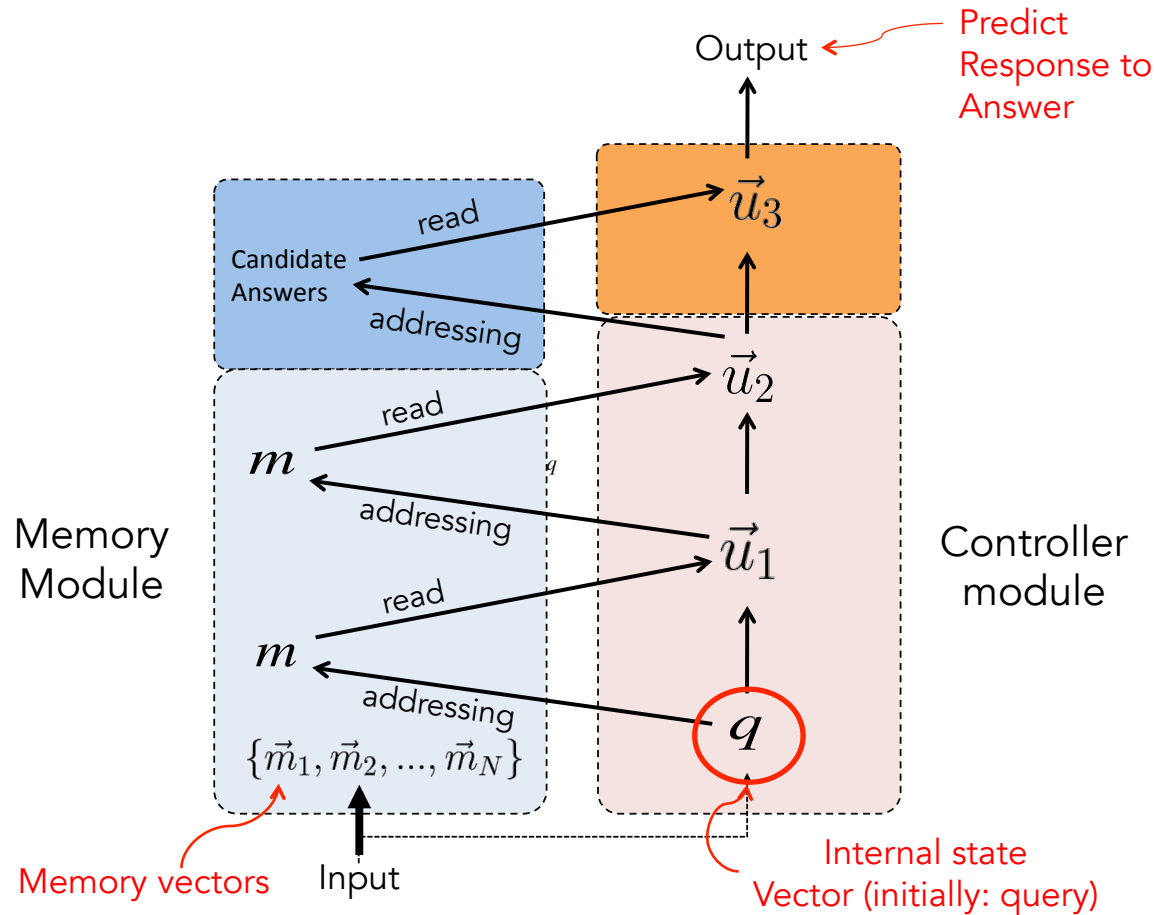 Output
Predict
Response to
Answer
read
u⃗₃
Candidate
Answers
addressing
u⃗₂
read
m
q
addressing
u⃗₁
Memory
Module
Controller
module
read
m
addressing
q
{m⃗₁, m⃗₂, ..., m⃗_N}
Memory vectors
Input
Internal state
Vector (initially: query)